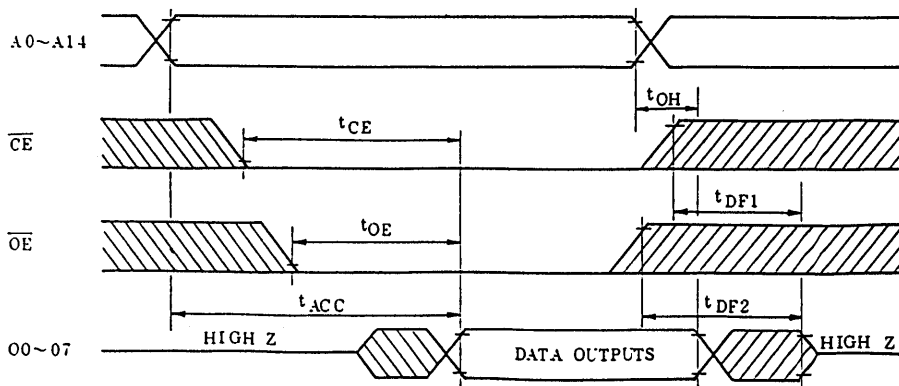 A0~A14
tOH
tCE
CE
tDF1
tOE
OE
tACC
tDF2
HIGH Z
HIGH Z
O0~O7
DATA OUTPUTS